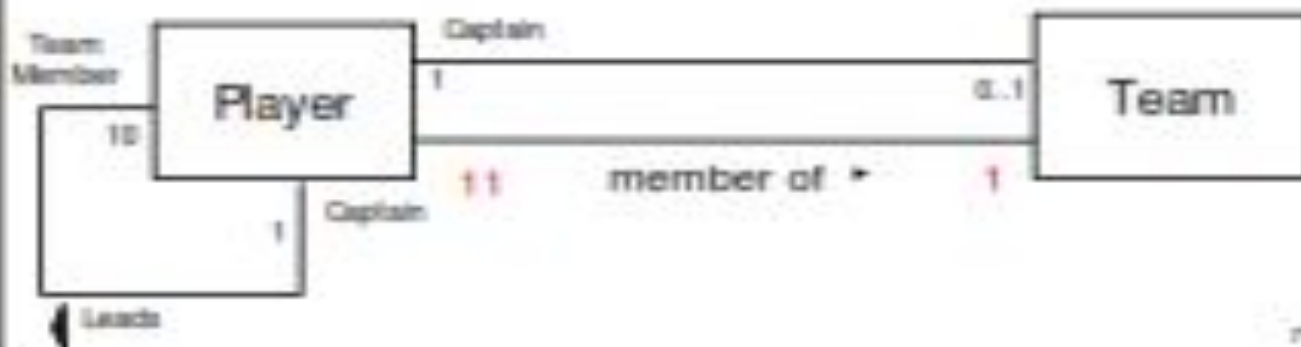 Captain
Team
Member
1
0..1
Player
Team
10
11
member of ►
1
Captain
1
Leads